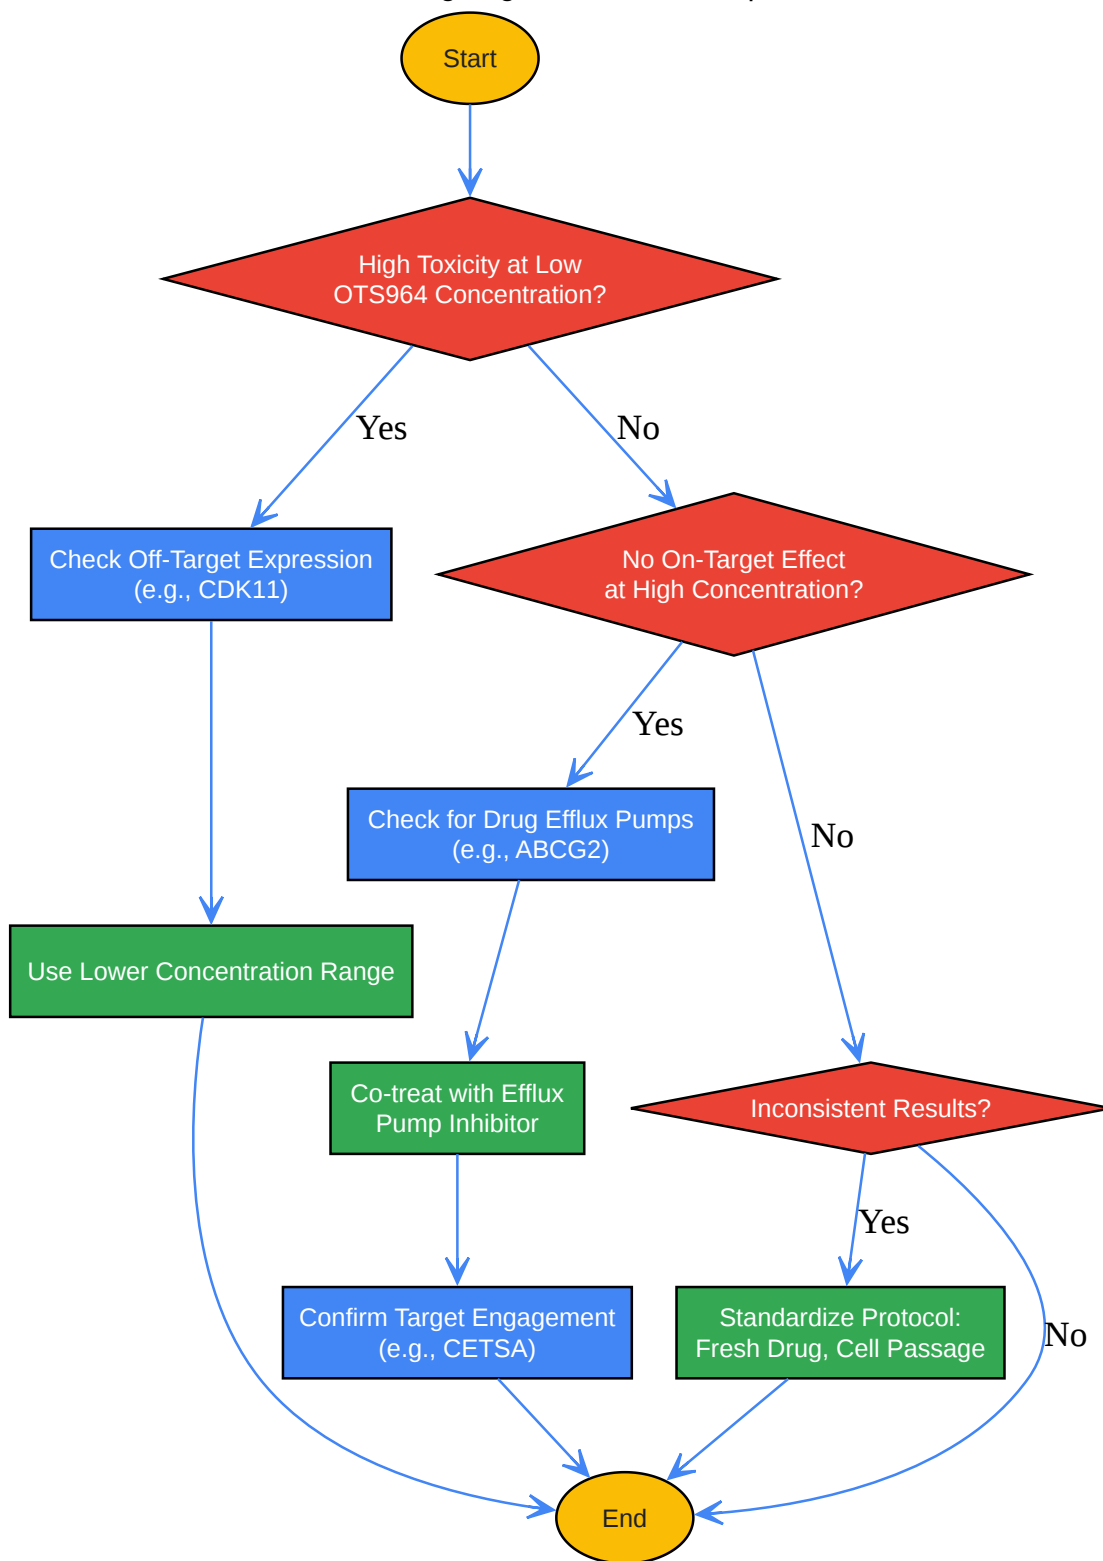 Start
High Toxicity at Low
OTS964 Concentration?
Yes
No
Check Off-Target Expression
(e.g., CDK11)
No On-Target Effect
at High Concentration?
Yes
Check for Drug Efflux Pumps
(e.g., ABCG2)
No
Use Lower Concentration Range
Co-treat with Efflux
Pump Inhibitor
Inconsistent Results?
Yes
Confirm Target Engagement
(e.g., CETSA)
Standardize Protocol:
Fresh Drug, Cell Passage
No
End